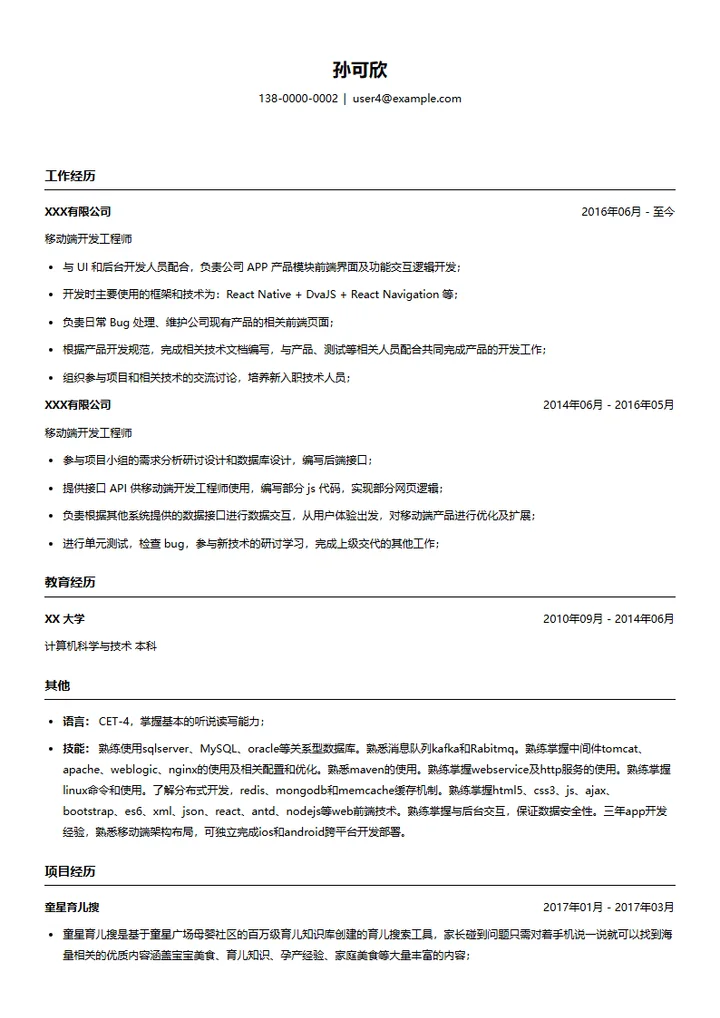 孙可欣
138-0000-0002 | user4@example.com
工作经历
XXX有限公司 2016年06月 - 至今
移动端开发工程师
• 与 UI 和后台开发人员配合，负责公司 APP 产品模块前端界面及功能交互逻辑开发；
• 开发时主要使用的框架和技术为：React Native + DvaJS + React Navigation 等；
• 负责日常 Bug 处理、维护公司现有产品的相关前端页面；
• 根据产品开发规范，完成相关技术文档编写，与产品、测试等相关人员配合共同完成产品的开发工作；
• 组织参与项目和相关技术的交流讨论，培养新入职技术人员；
XXX有限公司 2014年06月 - 2016年05月
移动端开发工程师
• 参与项目小组的需求分析研讨设计和数据库设计，编写后端接口；
• 提供接口 API 供移动端开发工程师使用，编写部分 js 代码，实现部分网页逻辑；
• 负责根据其他系统提供的数据接口进行数据交互，从用户体验出发，对移动端产品进行优化及扩展；
• 进行单元测试，检查 bug，参与新技术的研讨学习，完成上级交代的其他工作；
教育经历
XX 大学 2010年09月 - 2014年06月
计算机科学与技术 本科
其他
• 语言： CET-4，掌握基本的听说读写能力；
• 技能： 熟练使用sqlserver、MySQL、oracle等关系型数据库。熟悉消息队列kafka和Rabitmq。熟练掌握中间件tomcat、
apache、weblogic、nginx的使用及相关配置和优化。熟悉maven的使用。熟练掌握webservice及http服务的使用。熟练掌握
linux命令和使用。了解分布式开发，redis、mongodb和memcache缓存机制。熟练掌握html5、css3、js、ajax、
bootstrap、es6、xml、json、react、antd、nodejs等web前端技术。熟练掌握与后台交互，保证数据安全性。三年app开发
经验，熟悉移动端架构布局，可独立完成ios和android跨平台开发部署。
项目经历
童星育儿搜 2017年01月 - 2017年03月
• 童星育儿搜是基于童星广场母婴社区的百万级育儿知识库创建的育儿搜索工具，家长碰到问题只需对着手机说一说就可以找到海
量相关的优质内容涵盖宝宝美食、育儿知识、孕产经验、家庭美食等大量丰富的内容；